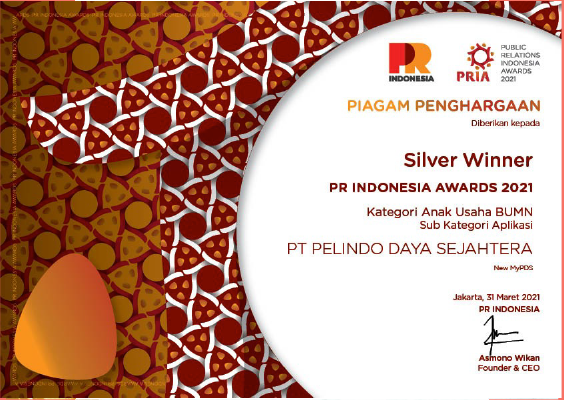 PR
INDONESIA
PRIA
PUBLIC
RELATIONS
INDONESIA
AWARDS
2021
PIAGAM PENGHARGAAN
Diberikan kepada
Silver Winner
PR INDONESIA AWARDS 2021
Kategori Anak Usaha BUMN
Sub Kategori Aplikasi
PT PELINDO DAYA SEJAHTERA
New MyPDS
Jakarta, 31 Maret 2021
PR INDONESIA
Asmono Wikan
Founder & CEO